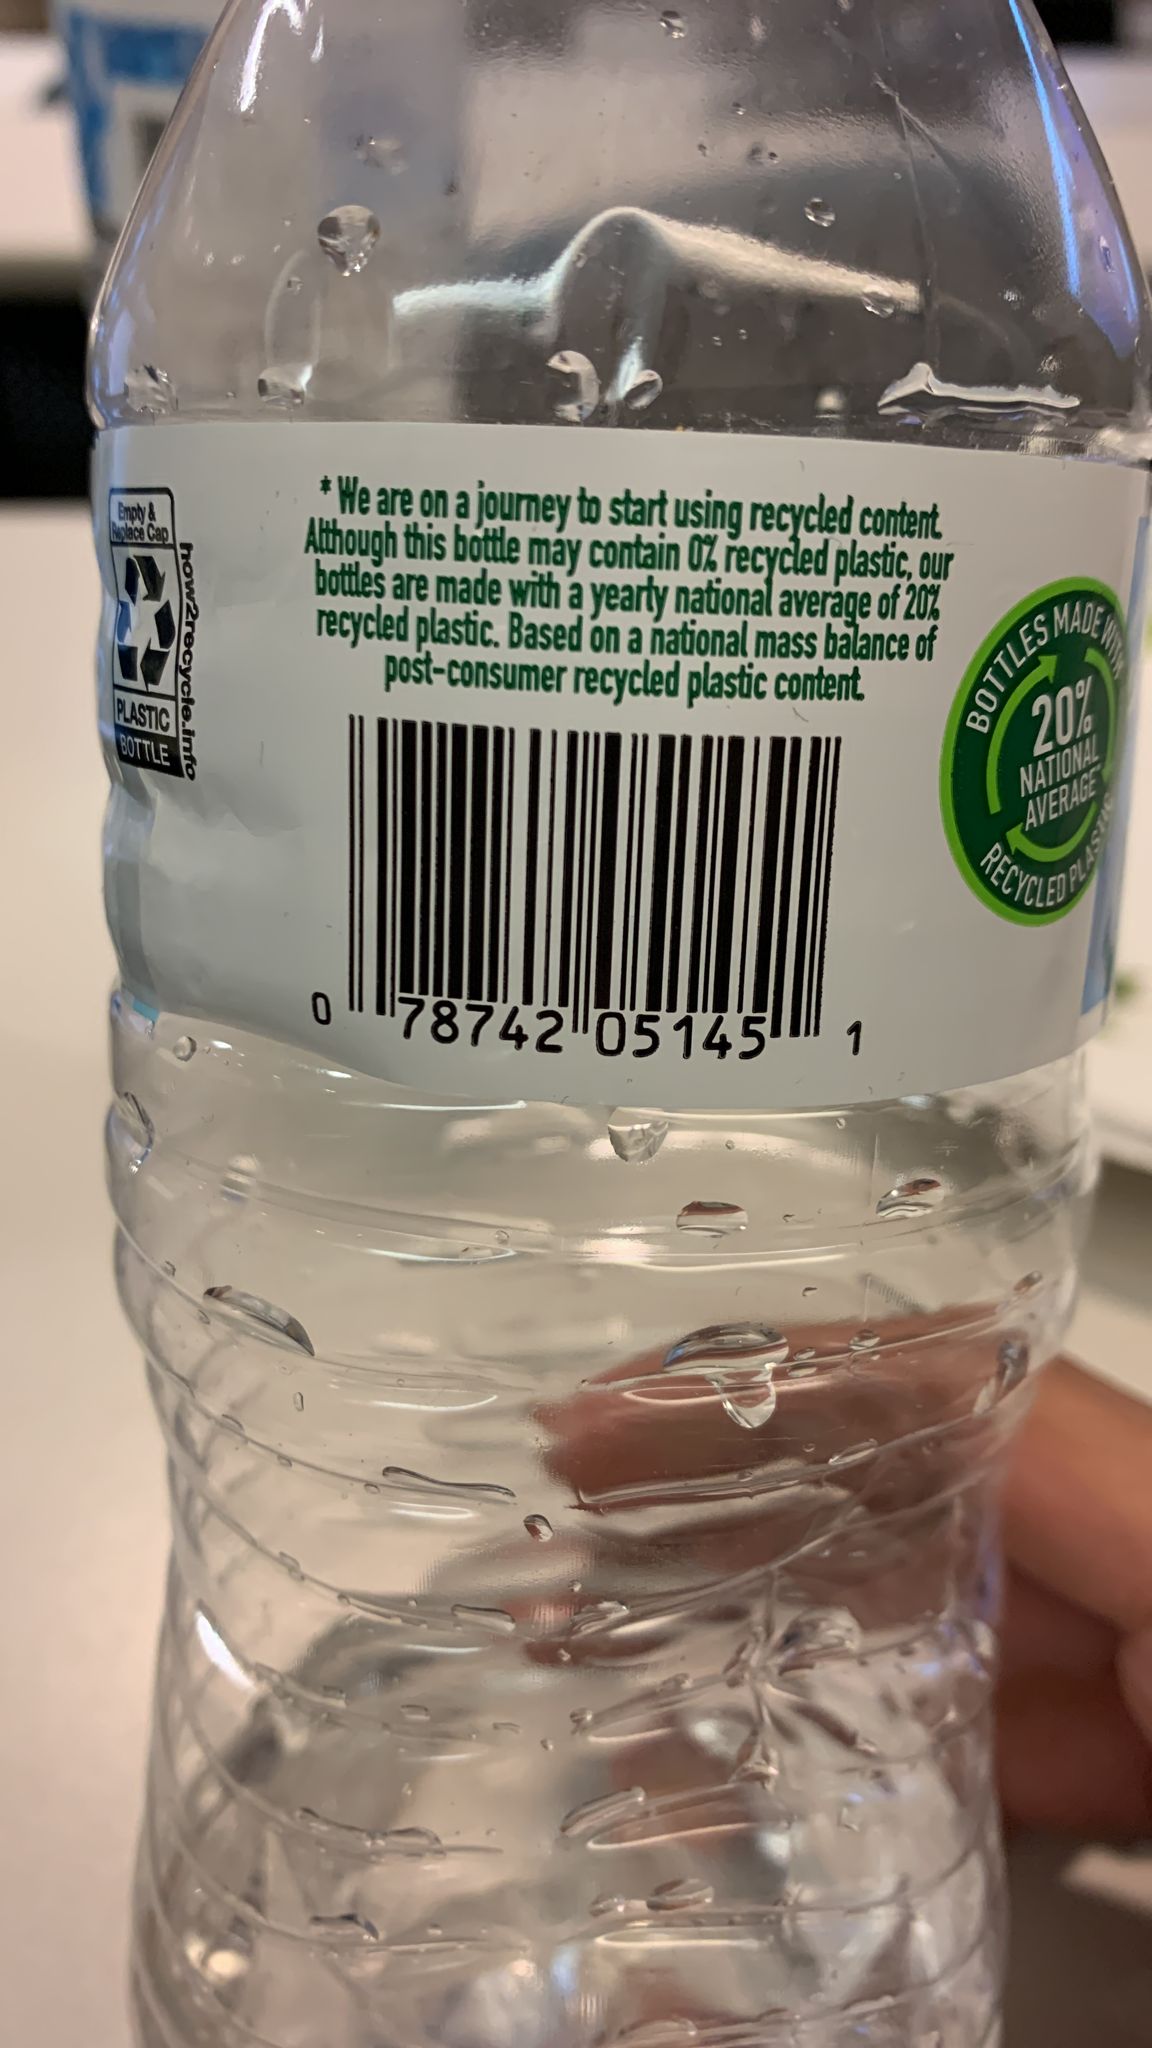 Empty &
Replace Cap
PLASTIC
BOTTLE
how2recycle.info
* We are on a journey to start using recycled content.
Although this bottle may contain 0% recycled plastic, our
bottles are made with a yearly national average of 20%
recycled plastic. Based on a national mass balance of
post-consumer recycled plastic content.
0 78742 05145 1
BOTTLES MADE WITH
20%
NATIONAL
AVERAGE
RECYCLED PLASTIC